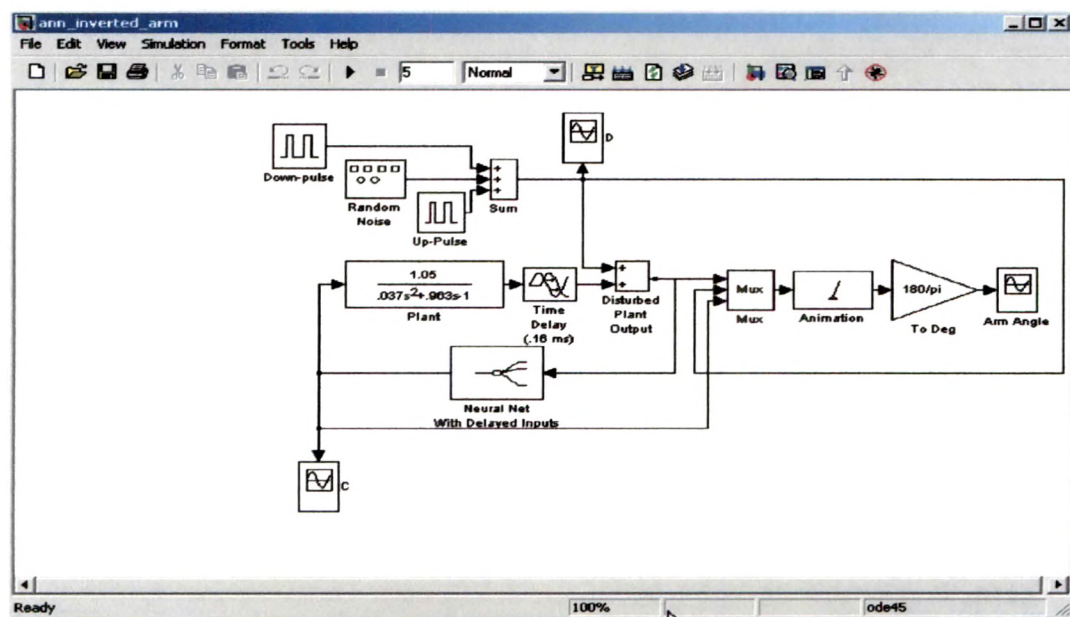 ann_inverted_arm
File Edit View Simulation Format Tools Help
5 Normal
Down-pulse
Random
Noise
Up-Pulse
+
+
+
Sum
D
1.05
.037s²+.963s-1
Plant
Time
Delay
(.16 ms)
+
+
Disturbed
Plant
Output
Mux
Mux
Animation
180/pi
To Deg
Arm Angle
Neural Net
With Delayed Inputs
C
Ready 100% ode45